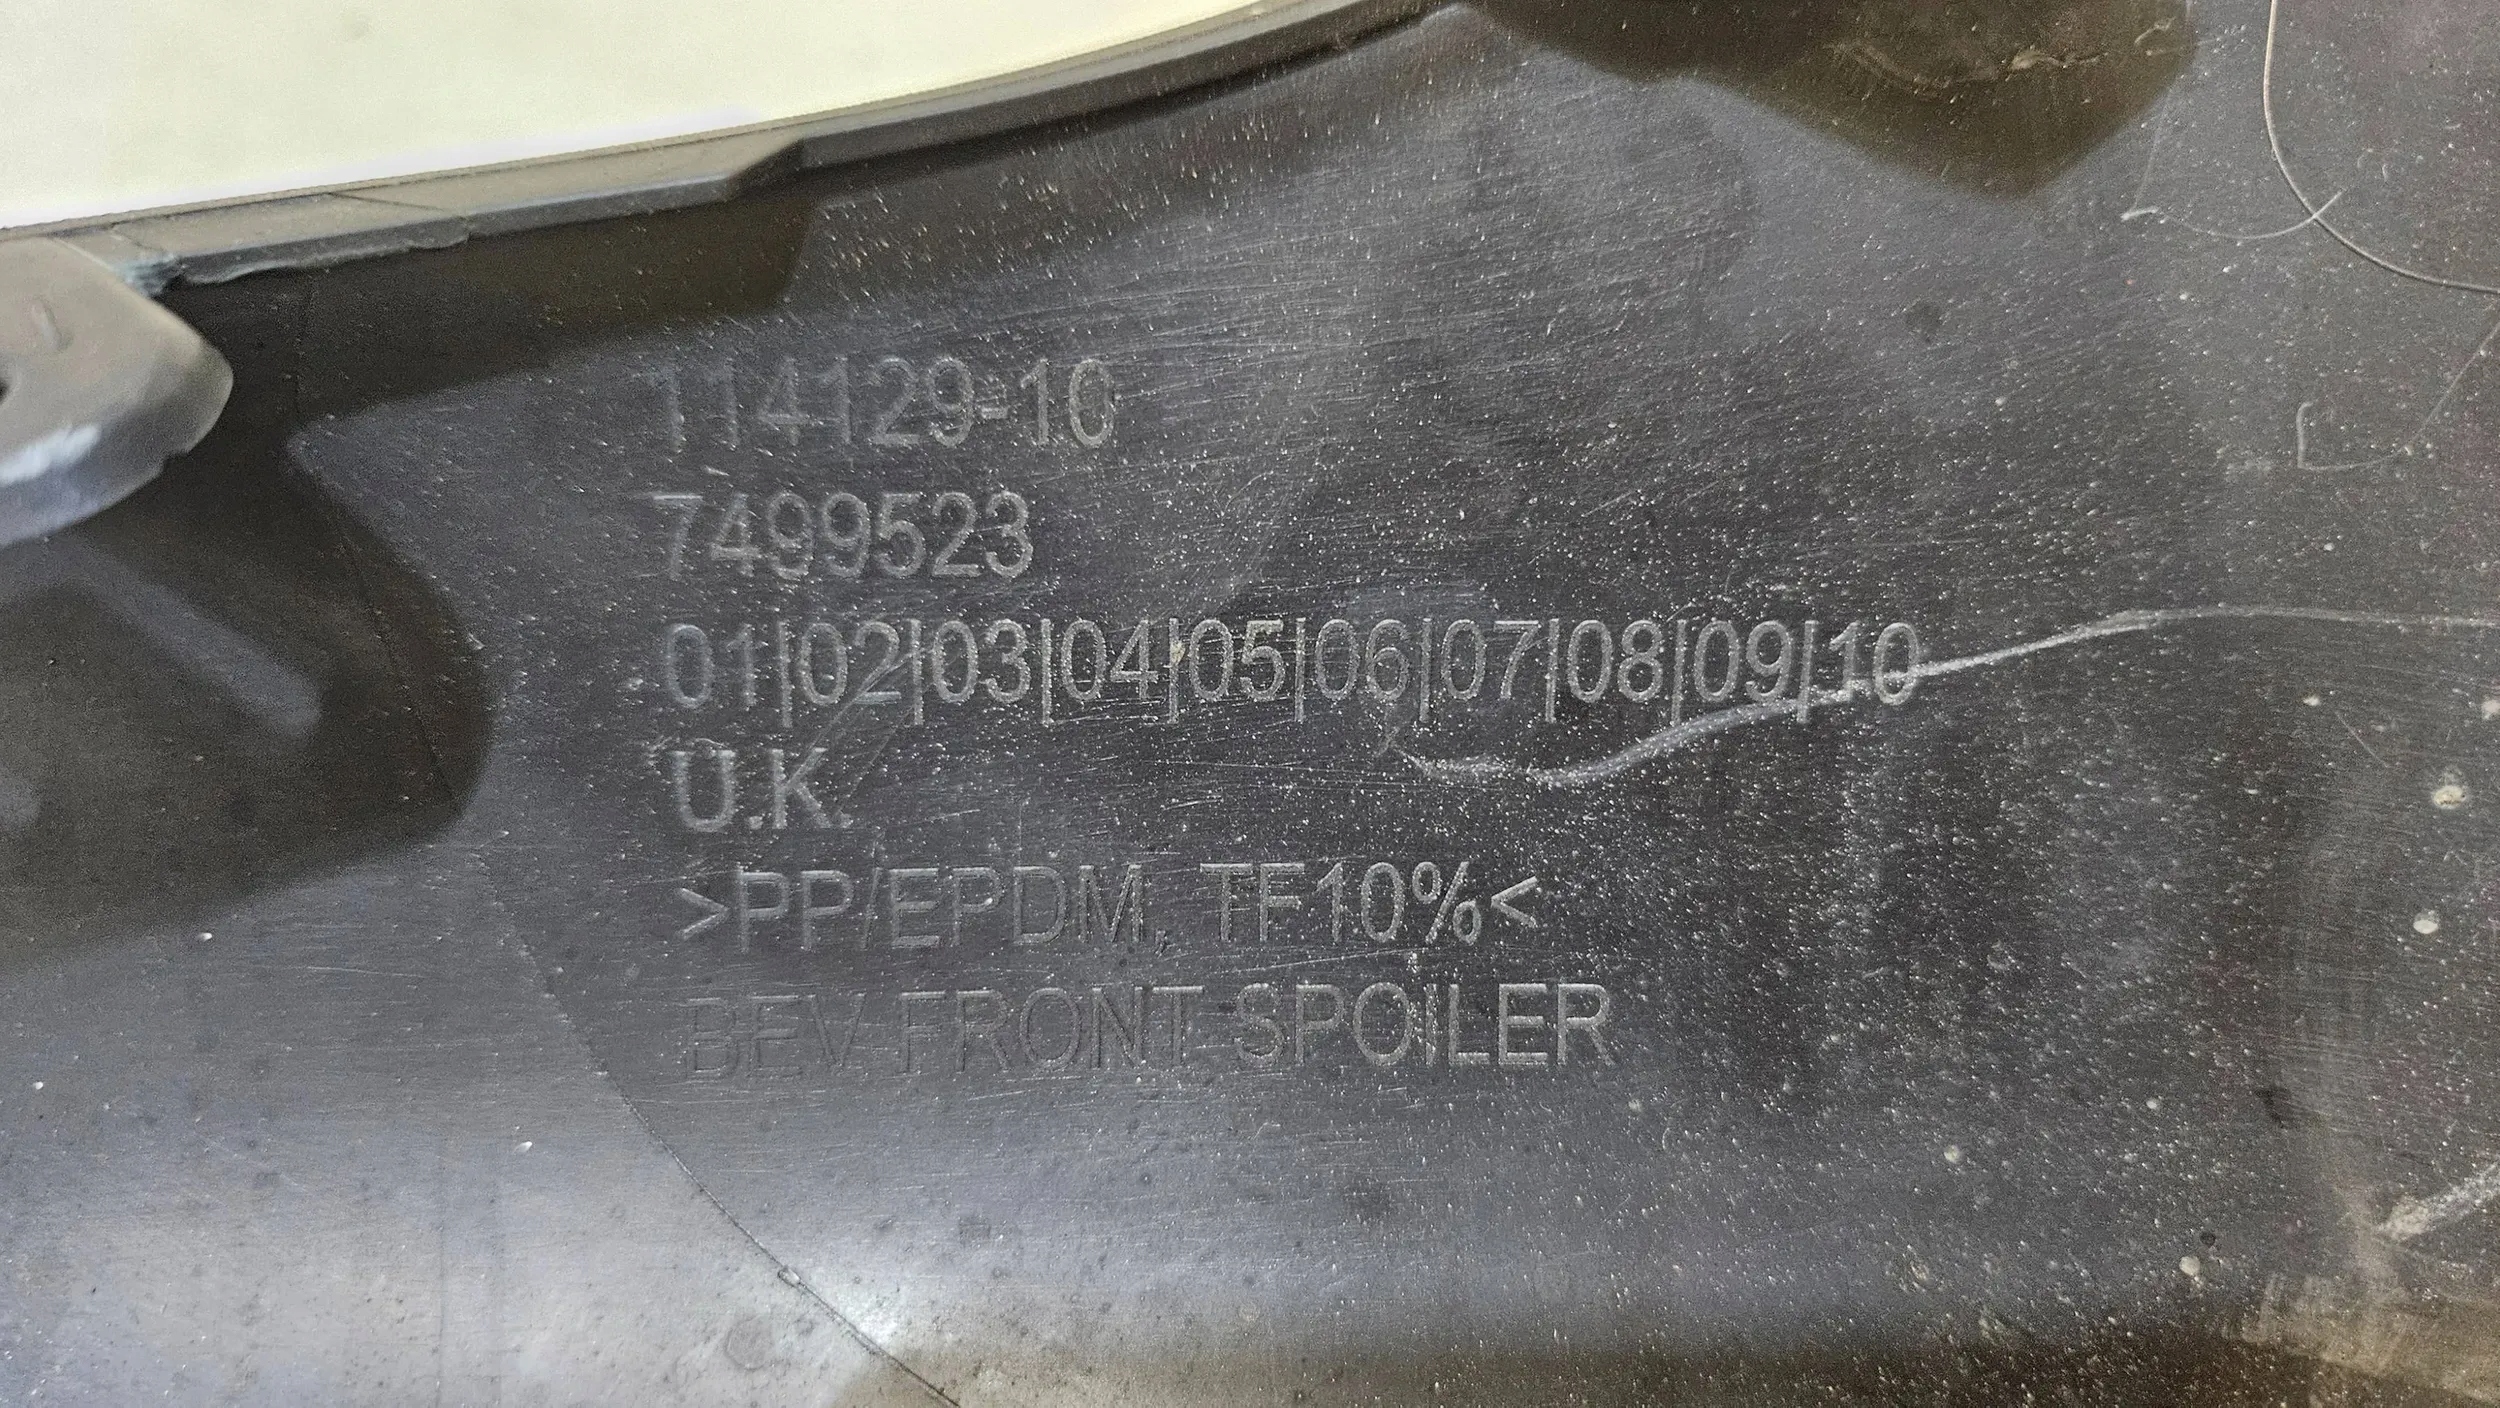 114129-10
7499523
01|02|03|04|05|06|07|08|09|10
U.K.
>PP/EPDM, TF10%<
BEV FRONT SPOILER